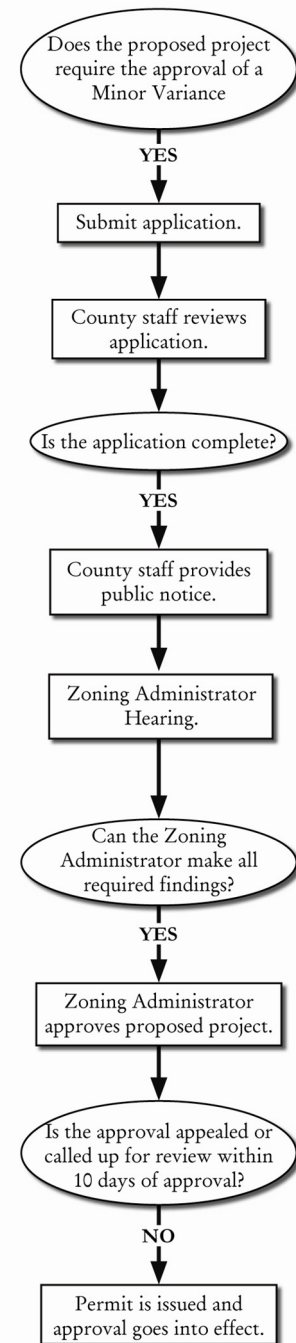 Does the proposed project
require the approval of a
Minor Variance
YES
Submit application.
County staff reviews
application.
Is the application complete?
YES
County staff provides
public notice.
Zoning Administrator
Hearing.
Can the Zoning
Administrator make all
required findings?
YES
Zoning Administrator
approves proposed project.
Is the approval appealed or
called up for review within
10 days of approval?
NO
Permit is issued and
approval goes into effect.